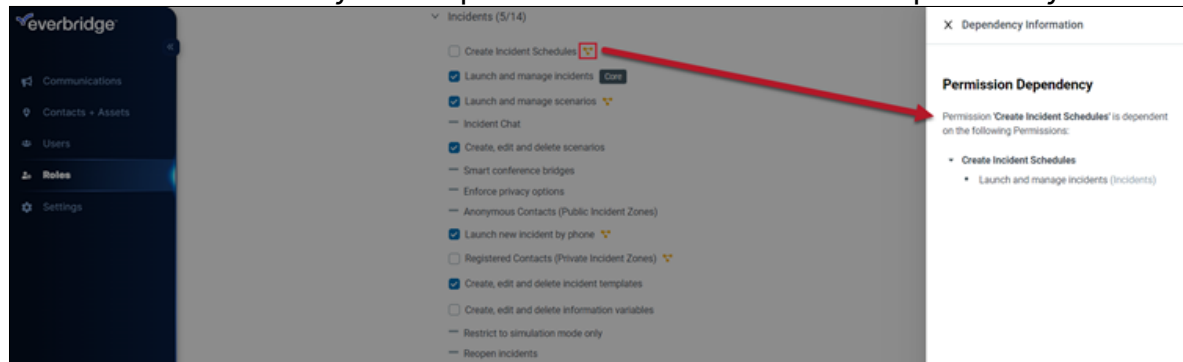 everbridge
Communications
Contacts + Assets
Users
Roles
Settings
Incidents (5/14)
Create Incident Schedules
Launch and manage incidents Core
Launch and manage scenarios
Incident Chat
Create, edit and delete scenarios
Smart conference bridges
Enforce privacy options
Anonymous Contacts (Public Incident Zones)
Launch new incident by phone
Registered Contacts (Private Incident Zones)
Create, edit and delete incident templates
Create, edit and delete information variables
Restrict to simulation mode only
Reopen incidents
X Dependency Information
Permission Dependency
Permission 'Create Incident Schedules' is dependent
on the following Permissions:
Create Incident Schedules
Launch and manage incidents (Incidents)